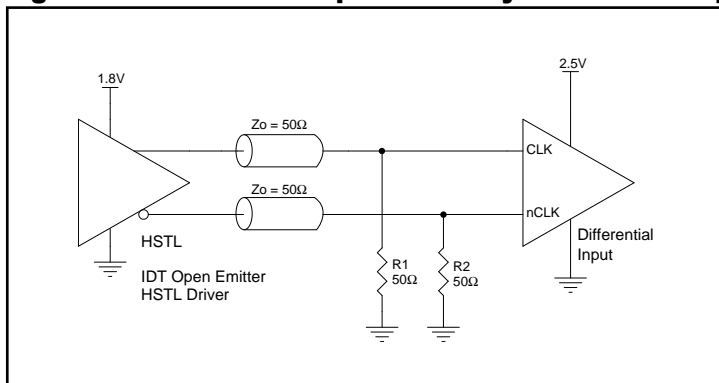 1.8V
2.5V
Zo = 50Ω
CLK
Zo = 50Ω
nCLK
HSTL
Differential
Input
IDT Open Emitter
HSTL Driver
R1
50Ω
R2
50Ω